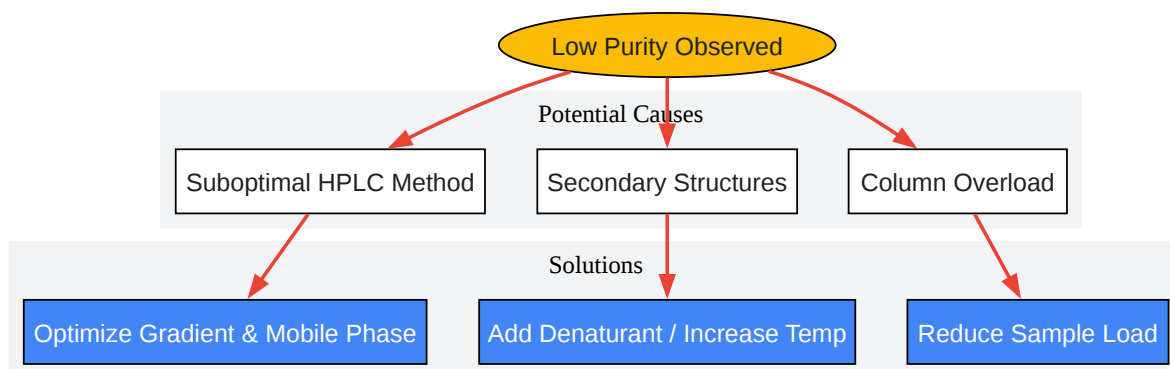 Low Purity Observed
Potential Causes
Suboptimal HPLC Method
Secondary Structures
Column Overload
Solutions
Optimize Gradient & Mobile Phase
Add Denaturant / Increase Temp
Reduce Sample Load